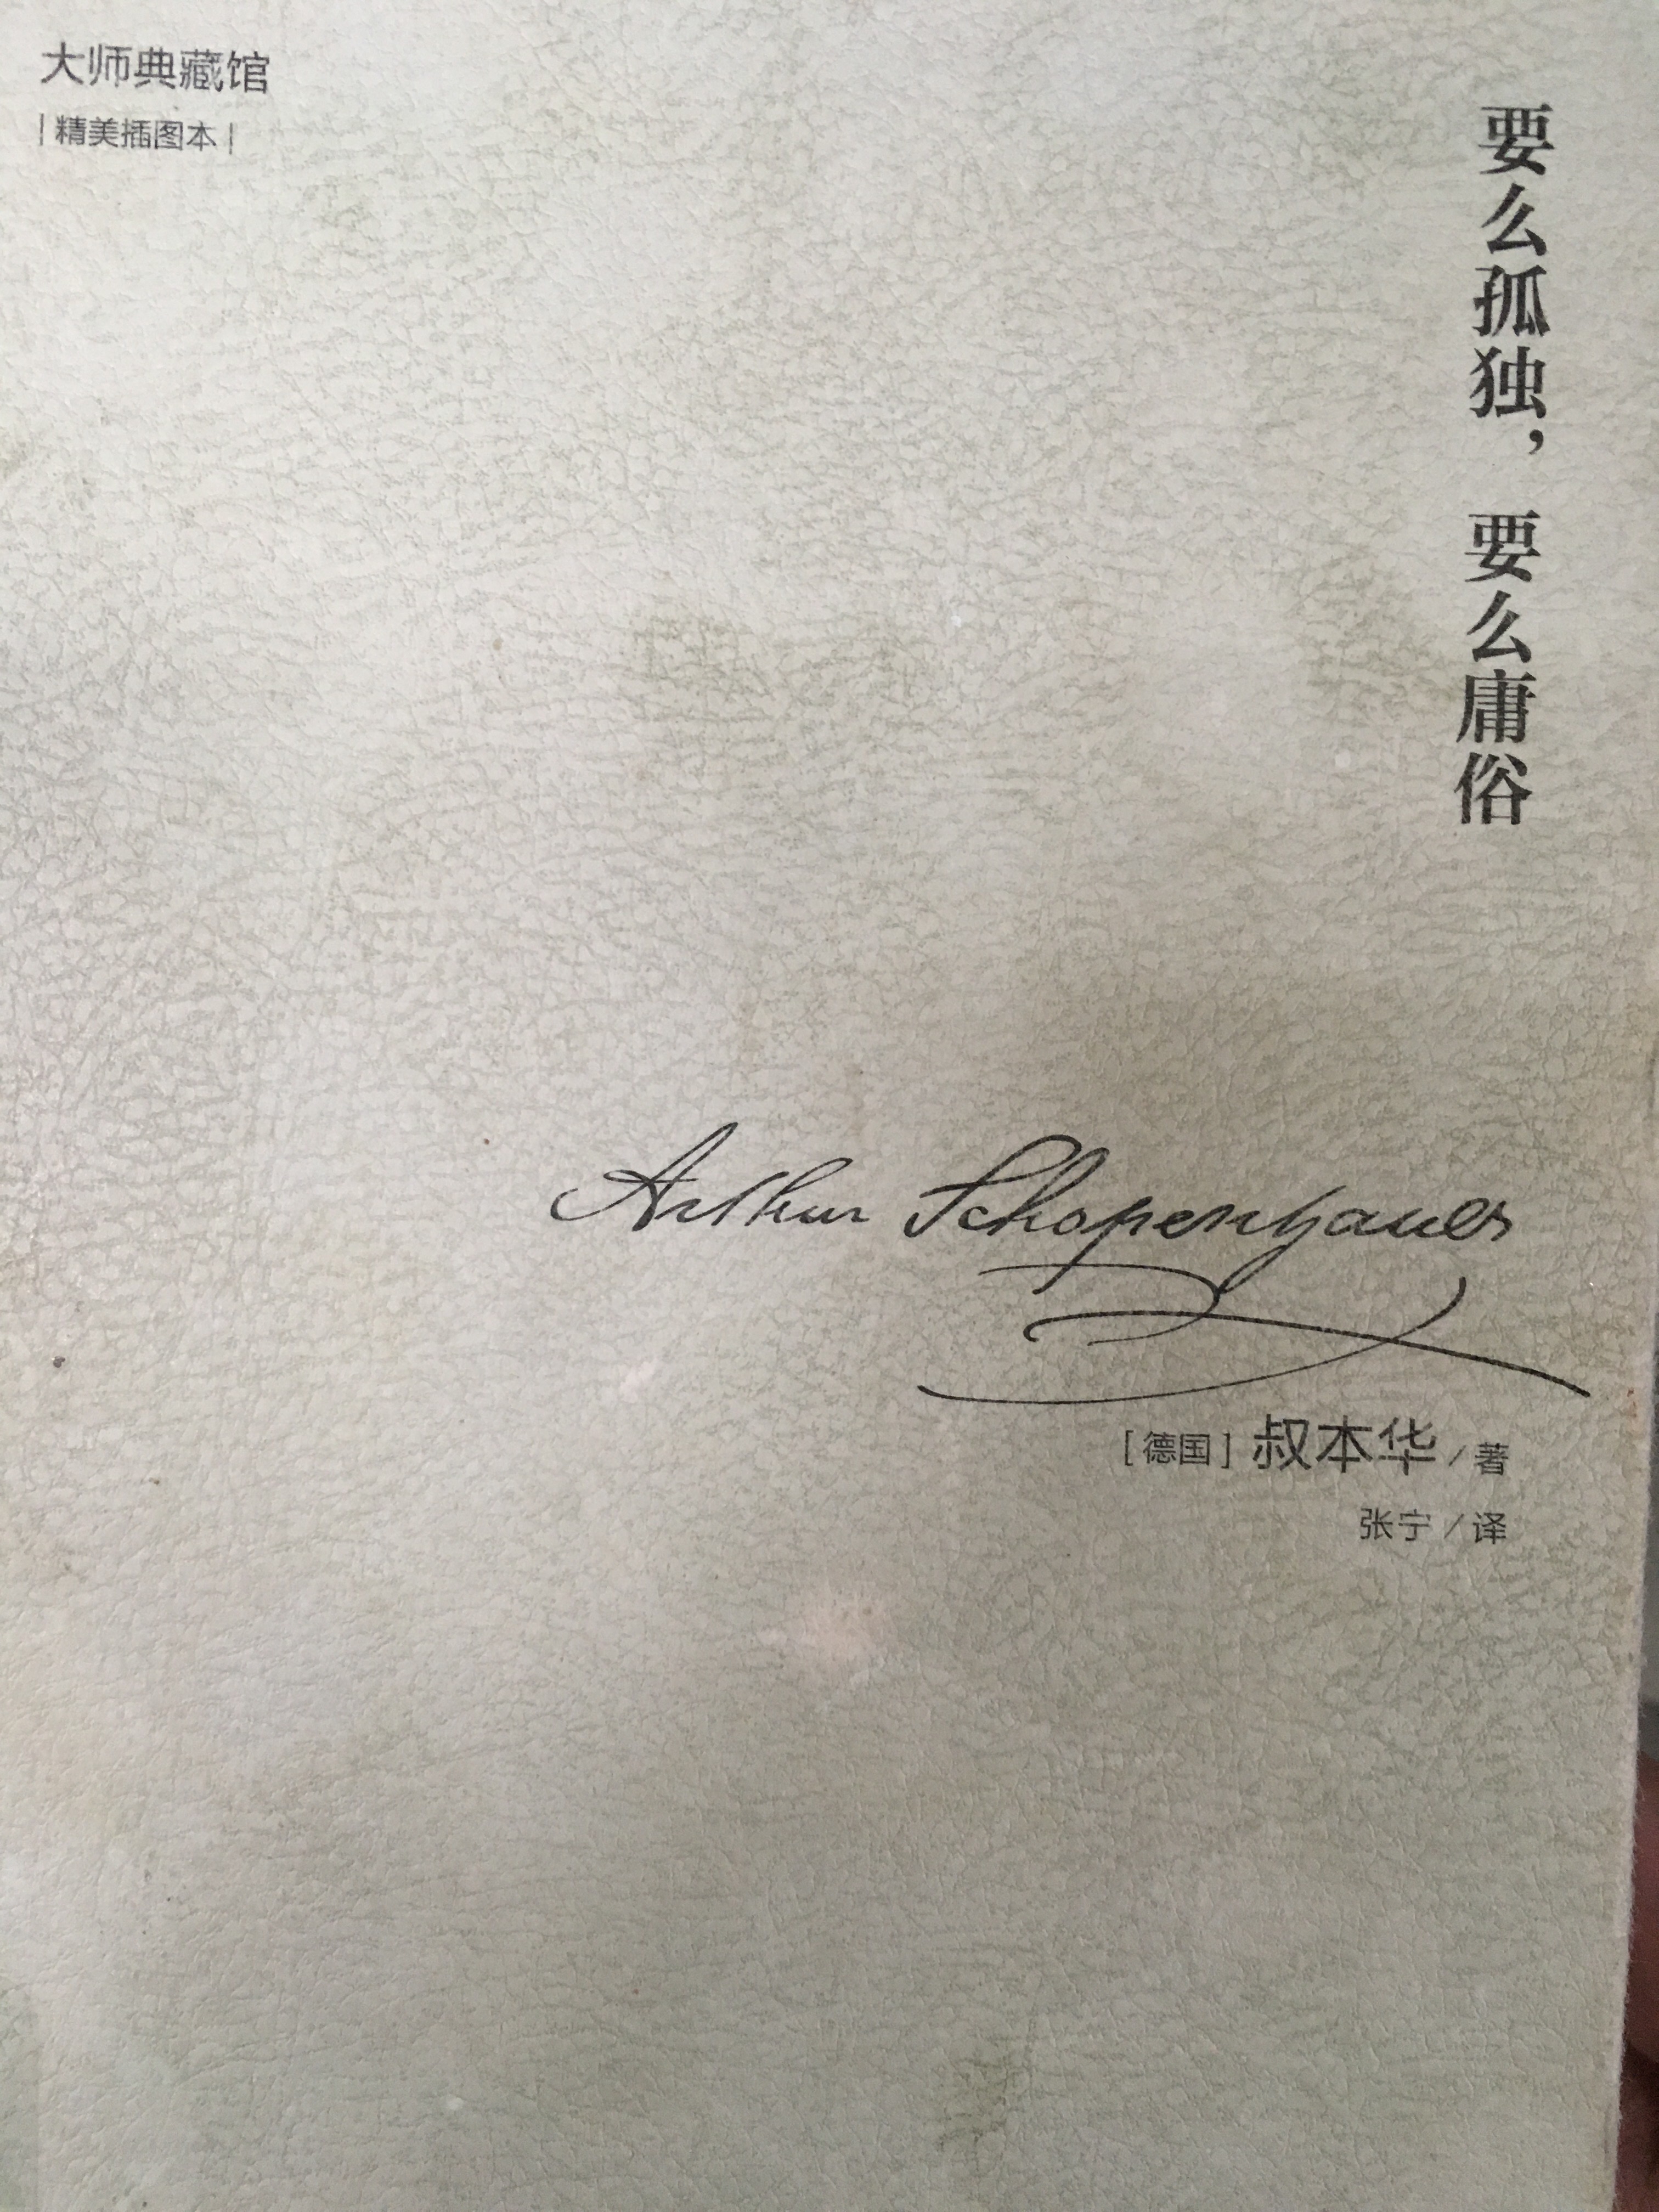 大师典藏馆
|精美插图本|
要么孤独，要么庸俗
Arthur Schopenhauer
[德国]叔本华/著
张宁/译